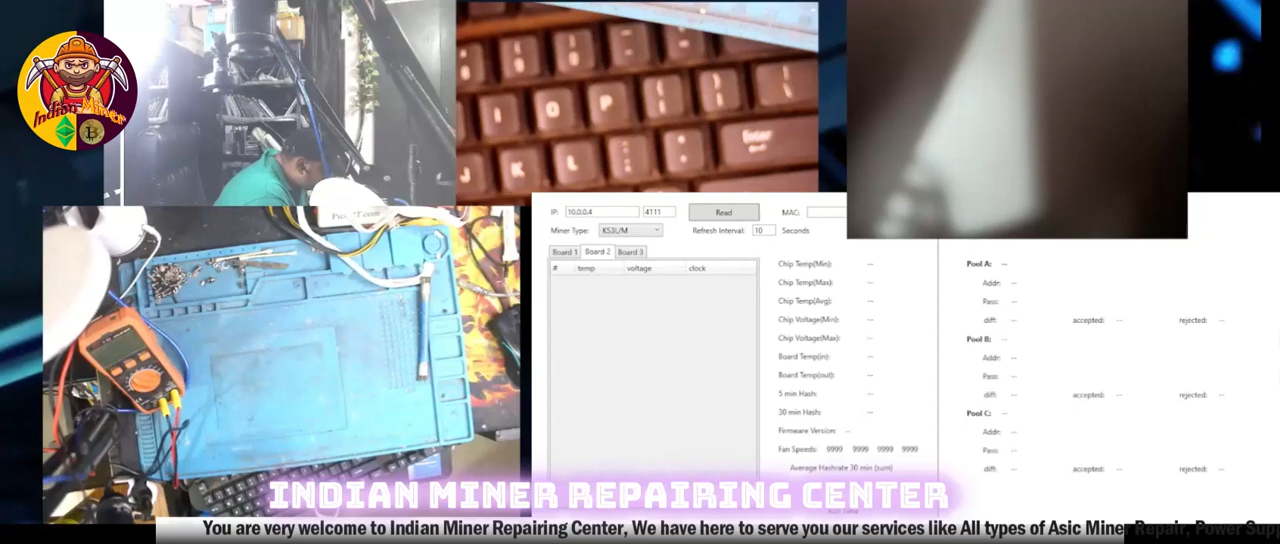 Indian Miner
I O P
J K L
Enter
IP: 10.0.0.4 4111 Read MAC:
Miner Type: KS3L/M Refresh Interval: 10 Seconds
Board 1 Board 2 Board 3
# temp voltage clock
Chip Temp(Min): --
Chip Temp(Max): --
Chip Temp(Avg): --
Chip Voltage(Min): --
Chip Voltage(Max): --
Board Temp(in): --
Board Temp(out): --
5 min Hash: --
30 min Hash: --
Firmware Version: --
Fan Speeds: 9999 9999 9999 9999
Average Hashrate 30 min (sum)
Pool A: --
Addr: --
Pass: --
diff: -- accepted: -- rejected: --
Pool B: --
Addr: --
Pass: --
diff: -- accepted: -- rejected: --
Pool C: --
Addr: --
Pass: --
diff: -- accepted: -- rejected: --
INDIAN MINER REPAIRING CENTER
You are very welcome to Indian Miner Repairing Center, We have here to serve you our services like All types of Asic Miner Repair, Power Sup